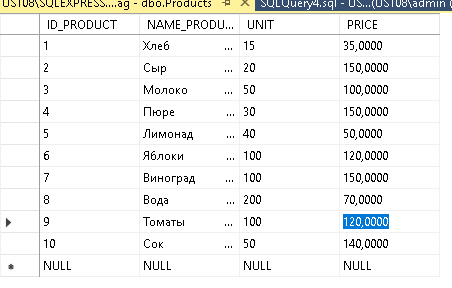 US108\SQLEXPRESS....ag - dbo.Products SQLQuery4.sql - US...(US108\admin (
ID_PRODUCT NAME_PRODU... UNIT PRICE
1 Хлеб ... 15 35,0000
2 Сыр ... 20 150,0000
3 Молоко ... 50 100,0000
4 Пюре ... 30 150,0000
5 Лимонад ... 40 50,0000
6 Яблоки ... 100 120,0000
7 Виноград ... 100 150,0000
8 Вода ... 200 70,0000
9 Томаты ... 100 120,0000
10 Сок ... 50 140,0000
NULL NULL NULL NULL